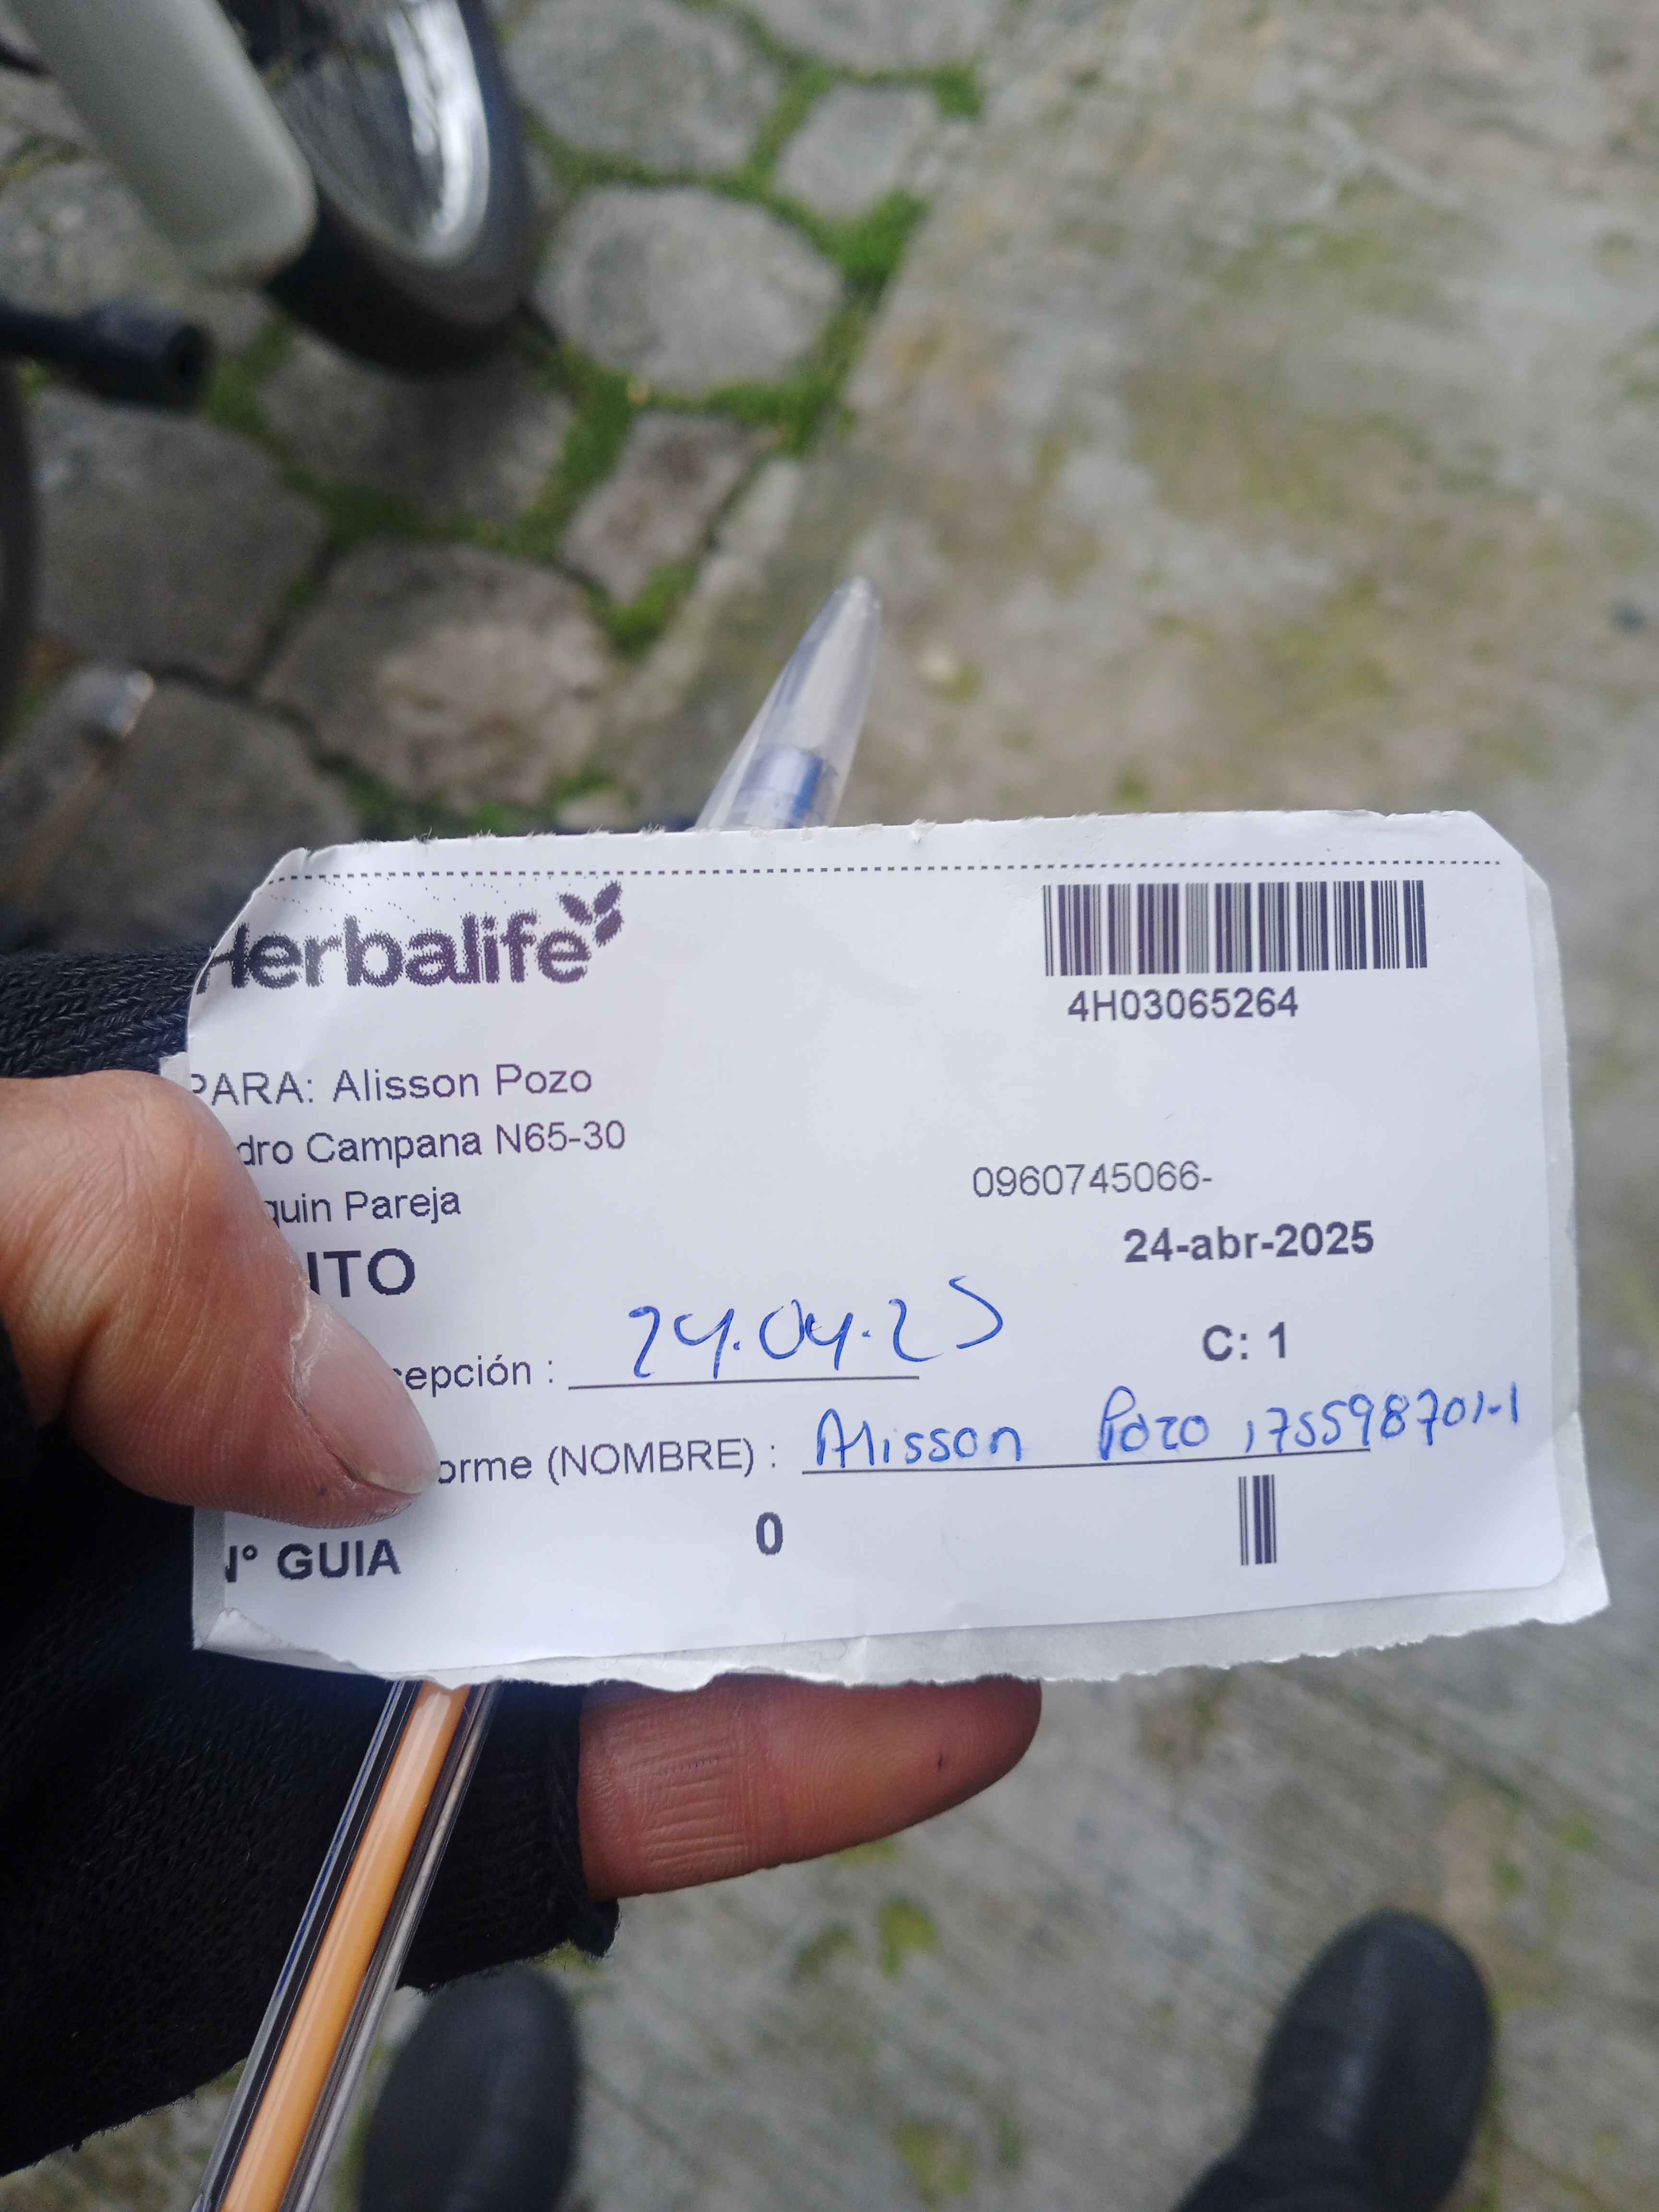 Herbalife
4H03065264
PARA: Alisson Pozo
dro Campana N65-30
quin Pareja
0960745066-
ITO
24-abr-2025
cepción : 24.04.25
C: 1
orme (NOMBRE) : Alisson Pozo 175598701-1
N° GUIA 0